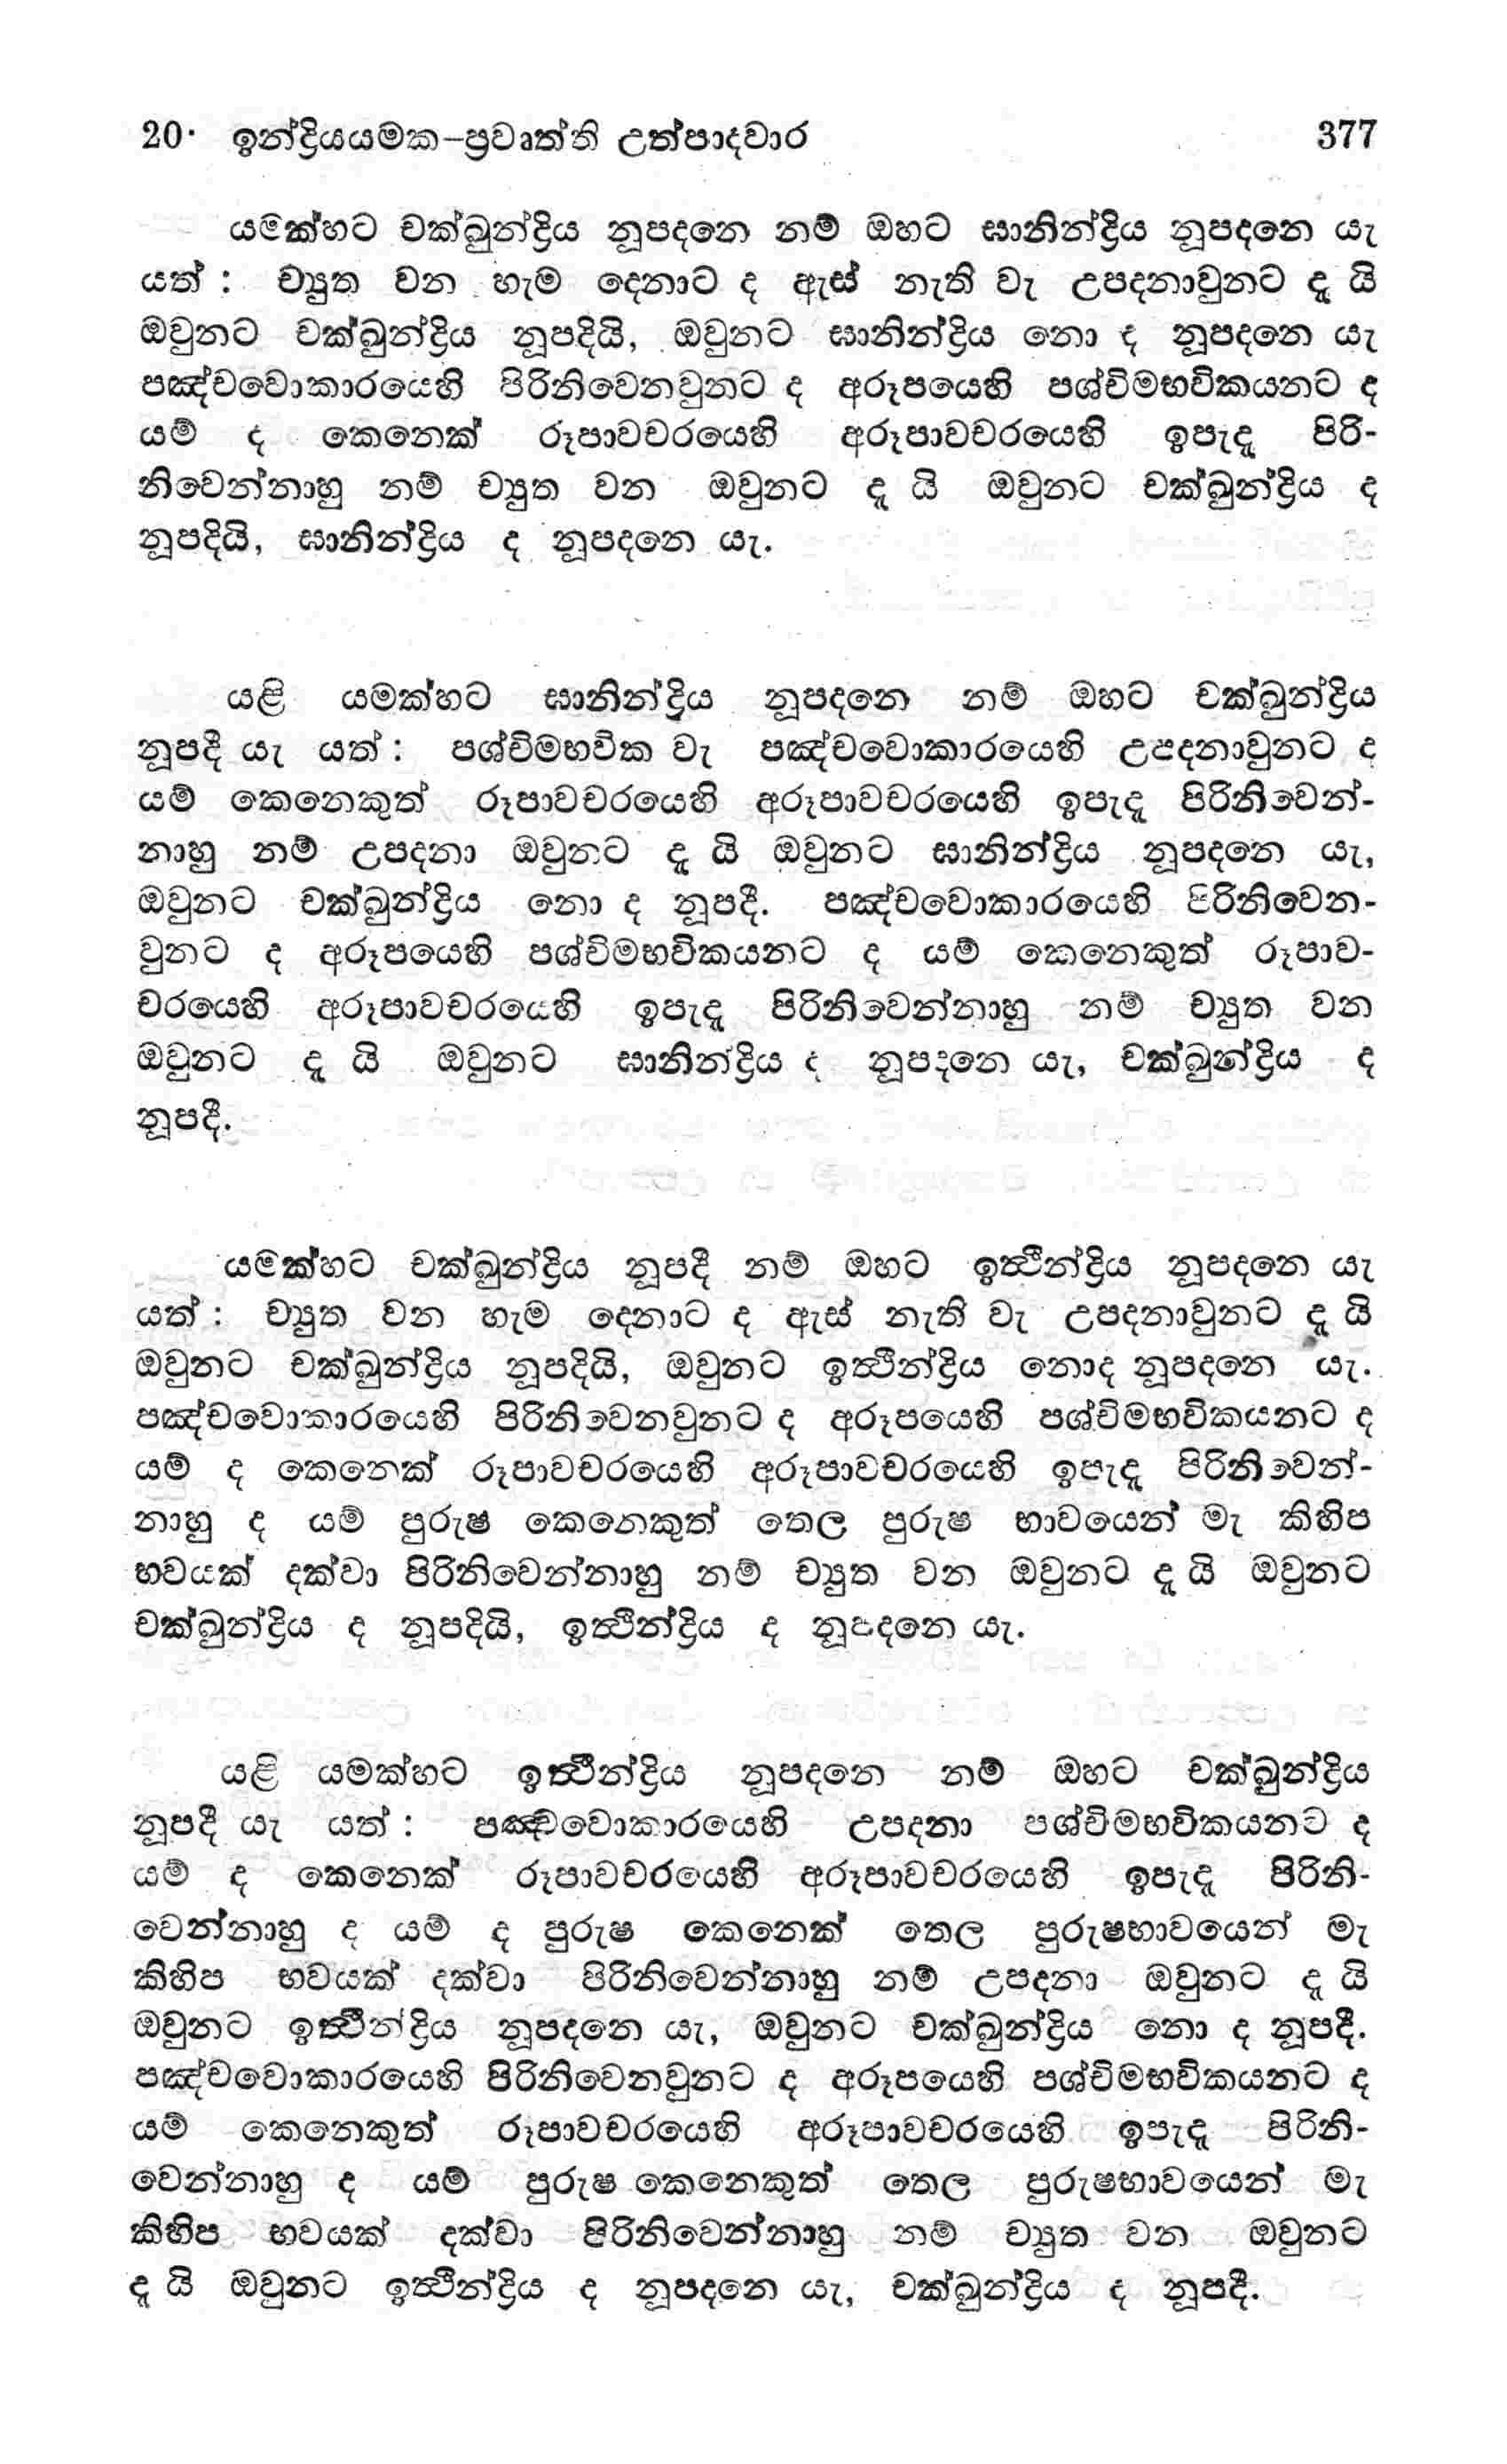 20· ඉන්ද්‍රියයමක–ප්‍රවෘත්ති උත්පාදවාර 377
යමක්හට චක්ඛුන්ද්‍රිය නූපදනෙ නම් ඔහට ඝානින්ද්‍රිය නූපදනෙ යැ
යත් : ච්‍යුත වන හැම දෙනාට ද ඇස් නැති වැ උපදනාවුනට දැ යි
ඔවුනට චක්ඛුන්ද්‍රිය නූපදියි, ඔවුනට ඝානින්ද්‍රිය නො ද නූපදනෙ යැ
පඤ්චවොකාරයෙහි පිරිනිවෙනවුනට ද අරූපයෙහි පශ්චිමභවිකයනට ද
යම් ද කෙනෙක් රූපාවචරයෙහි අරූපාවචරයෙහි ඉපැදැ පිරි-
නිවෙන්නාහු නම් ච්‍යුත වන ඔවුනට දැ යි ඔවුනට චක්ඛුන්ද්‍රිය ද
නූපදියි, ඝානින්ද්‍රිය ද නූපදනෙ යැ.
යළි යමක්හට ඝානින්ද්‍රිය නූපදනෙ නම් ඔහට චක්ඛුන්ද්‍රිය
නූපදී යැ යත් : පශ්චිමභවික වැ පඤ්චවොකාරයෙහි උපදනාවුනට ද
යම් කෙනෙකුත් රූපාවචරයෙහි අරූපාවචරයෙහි ඉපැදැ පිරිනිවෙන්-
නාහු නම් උපදනා ඔවුනට දැ යි ඔවුනට ඝානින්ද්‍රිය නූපදනෙ යැ,
ඔවුනට චක්ඛුන්ද්‍රිය නො ද නූපදී. පඤ්චවොකාරයෙහි පිරිනිවෙන-
වුනට ද අරූපයෙහි පශ්චිමභවිකයනට ද යම් කෙනෙකුත් රූපාව-
චරයෙහි අරූපාවචරයෙහි ඉපැදැ පිරිනිවෙන්නාහු නම් ච්‍යුත වන
ඔවුනට දැ යි ඔවුනට ඝානින්ද්‍රිය ද නූපදනෙ යැ, චක්ඛුන්ද්‍රිය ද
නූපදී.
යමක්හට චක්ඛුන්ද්‍රිය නූපදී නම් ඔහට ඉත්‍ථින්ද්‍රිය නූපදනෙ යැ
යත් : ච්‍යුත වන හැම දෙනාට ද ඇස් නැති වැ උපදනාවුනට දැ යි
ඔවුනට චක්ඛුන්ද්‍රිය නූපදියි, ඔවුනට ඉත්‍ථින්ද්‍රිය නොද නූපදනෙ යැ.
පඤ්චවොකාරයෙහි පිරිනිවෙනවුනට ද අරූපයෙහි පශ්චිමභවිකයනට ද
යම් ද කෙනෙක් රූපාවචරයෙහි අරූපාවචරයෙහි ඉපැදැ පිරිනිවෙන්-
නාහු ද යම් පුරුෂ කෙනෙකුත් තෙල පුරුෂ භාවයෙන් මැ කිහිප
භවයක් දක්වා පිරිනිවෙන්නාහු නම් ච්‍යුත වන ඔවුනට දැ යි ඔවුනට
චක්ඛුන්ද්‍රිය ද නූපදියි, ඉත්‍ථින්ද්‍රිය ද නූපදනෙ යැ.
යළි යමක්හට ඉත්‍ථින්ද්‍රිය නූපදනෙ නම් ඔහට චක්ඛුන්ද්‍රිය
නූපදී යැ යත් : පඤ්චවොකාරයෙහි උපදනා පශ්චිමභවිකයනට ද
යම් ද කෙනෙක් රූපාවචරයෙහි අරූපාවචරයෙහි ඉපැදැ පිරිනි-
වෙන්නාහු ද යම් ද පුරුෂ කෙනෙක් තෙල පුරුෂභාවයෙන් මැ
කිහිප භවයක් දක්වා පිරිනිවෙන්නාහු නම් උපදනා ඔවුනට දැ යි
ඔවුනට ඉත්‍ථින්ද්‍රිය නූපදනෙ යැ, ඔවුනට චක්ඛුන්ද්‍රිය නො ද නූපදී.
පඤ්චවොකාරයෙහි පිරිනිවෙනවුනට ද අරූපයෙහි පශ්චිමභවිකයනට ද
යම් කෙනෙකුත් රූපාවචරයෙහි අරූපාවචරයෙහි ඉපැදැ පිරිනි-
වෙන්නාහු ද යම් පුරුෂ කෙනෙකුත් තෙල පුරුෂභාවයෙන් මැ
කිහිප භවයක් දක්වා පිරිනිවෙන්නාහු නම් ච්‍යුත වන ඔවුනට
දැ යි ඔවුනට ඉත්‍ථින්ද්‍රිය ද නූපදනෙ යැ, චක්ඛුන්ද්‍රිය ද නූපදී.